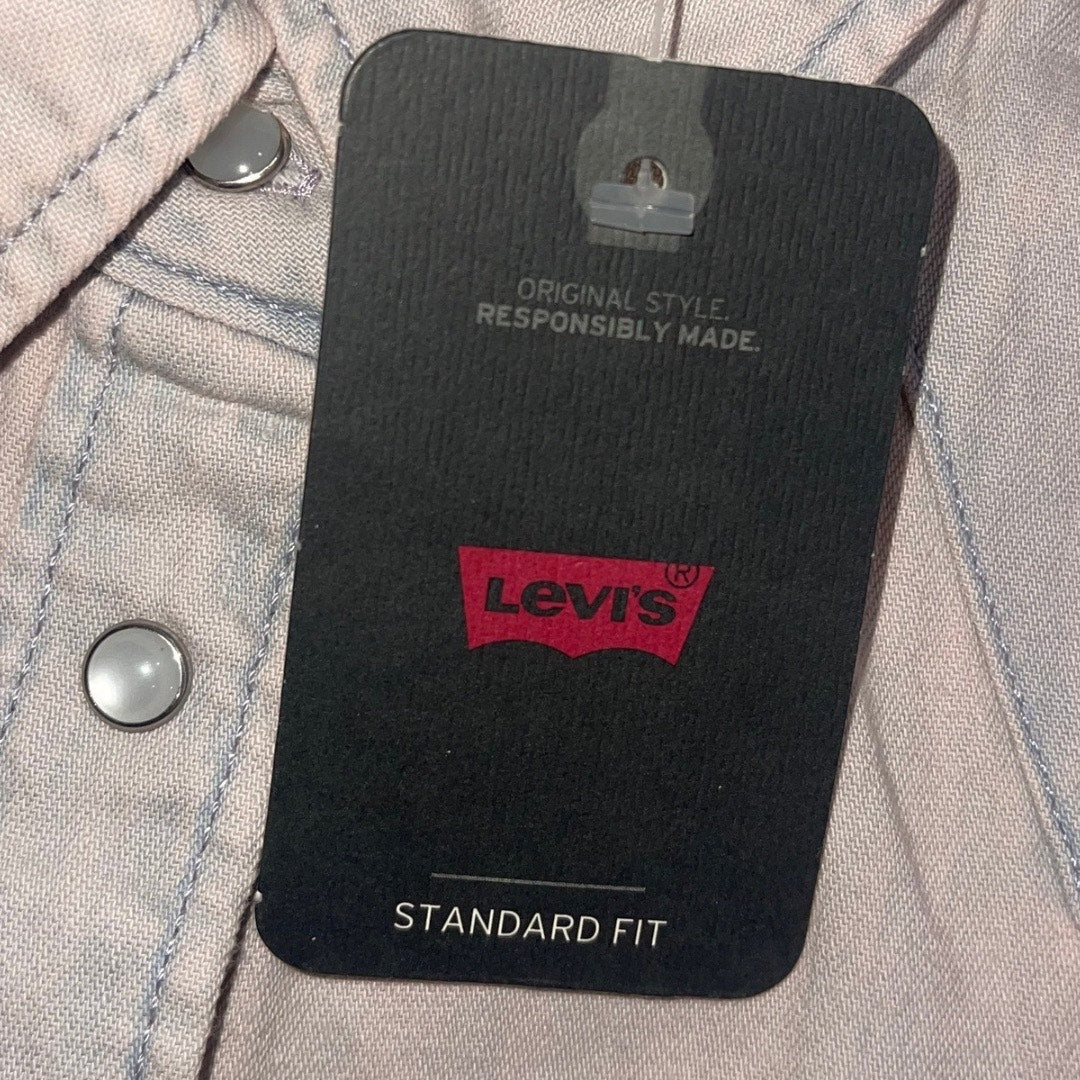 ORIGINAL STYLE.
RESPONSIBLY MADE.
Levi's®
STANDARD FIT